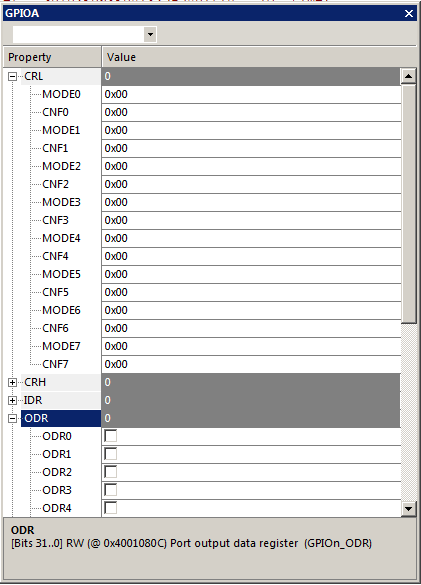 GPIOA
Property Value
CRL 0
MODE0 0x00
CNF0 0x00
MODE1 0x00
CNF1 0x00
MODE2 0x00
CNF2 0x00
MODE3 0x00
CNF3 0x00
MODE4 0x00
CNF4 0x00
MODE5 0x00
CNF5 0x00
MODE6 0x00
CNF6 0x00
MODE7 0x00
CNF7 0x00
CRH 0
IDR 0
ODR 0
ODR0
ODR1
ODR2
ODR3
ODR4
ODR
[Bits 31..0] RW (@ 0x4001080C) Port output data register (GPIOn_ODR)